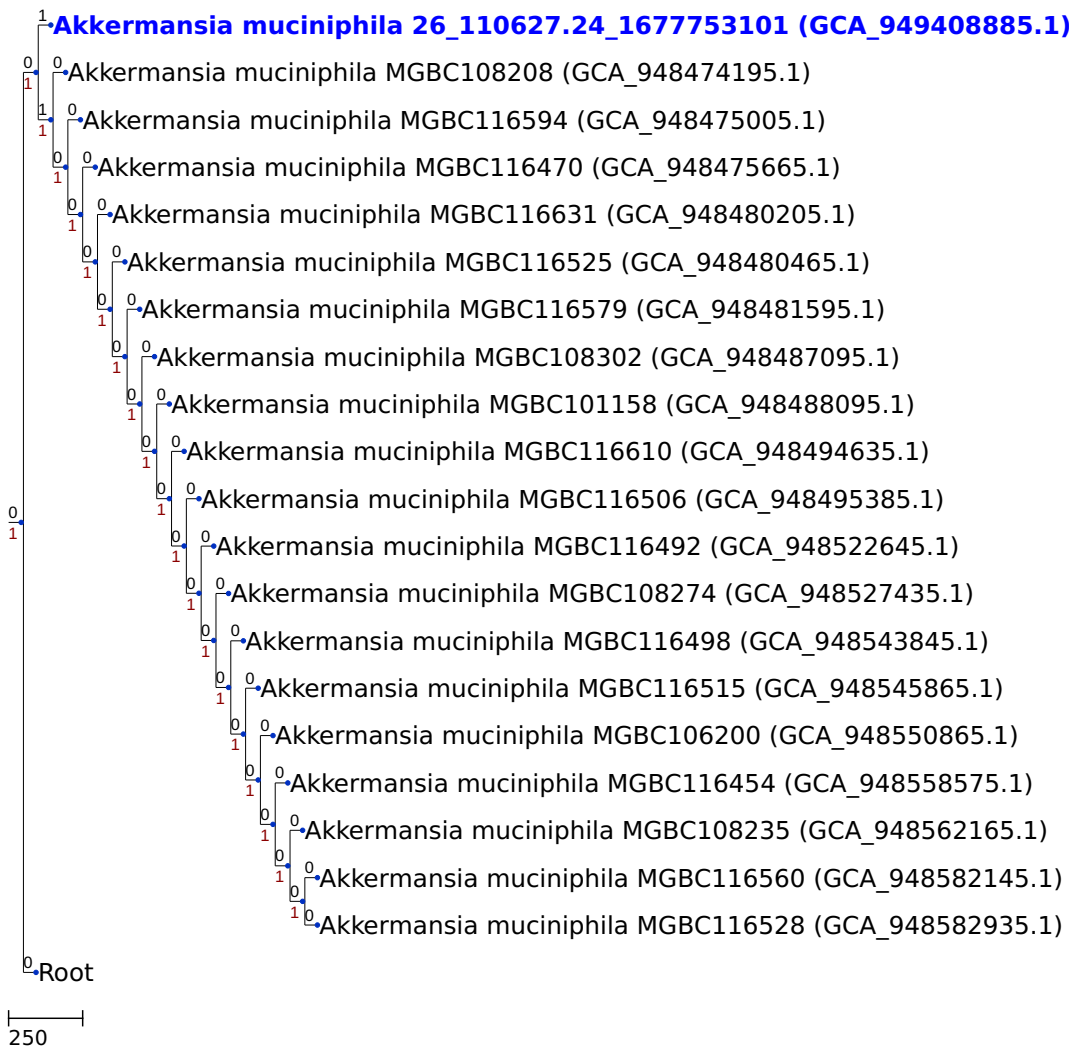 1
Akkermansia muciniphila 26_110627.24_1677753101 (GCA_949408885.1)
0
1
0
Akkermansia muciniphila MGBC108208 (GCA_948474195.1)
1
1
0
Akkermansia muciniphila MGBC116594 (GCA_948475005.1)
0
1
0
Akkermansia muciniphila MGBC116470 (GCA_948475665.1)
0
1
0
Akkermansia muciniphila MGBC116631 (GCA_948480205.1)
0
1
0
Akkermansia muciniphila MGBC116525 (GCA_948480465.1)
0
1
0
Akkermansia muciniphila MGBC116579 (GCA_948481595.1)
0
1
0
Akkermansia muciniphila MGBC108302 (GCA_948487095.1)
0
1
0
Akkermansia muciniphila MGBC101158 (GCA_948488095.1)
0
1
0
Akkermansia muciniphila MGBC116610 (GCA_948494635.1)
0
1
0
Akkermansia muciniphila MGBC116506 (GCA_948495385.1)
0
1
0
1
0
Akkermansia muciniphila MGBC116492 (GCA_948522645.1)
0
1
0
Akkermansia muciniphila MGBC108274 (GCA_948527435.1)
0
1
0
Akkermansia muciniphila MGBC116498 (GCA_948543845.1)
0
1
0
Akkermansia muciniphila MGBC116515 (GCA_948545865.1)
0
1
0
Akkermansia muciniphila MGBC106200 (GCA_948550865.1)
0
1
0
Akkermansia muciniphila MGBC116454 (GCA_948558575.1)
0
1
0
Akkermansia muciniphila MGBC108235 (GCA_948562165.1)
0
1
0
Akkermansia muciniphila MGBC116560 (GCA_948582145.1)
0
1
0
Akkermansia muciniphila MGBC116528 (GCA_948582935.1)
0
Root
250